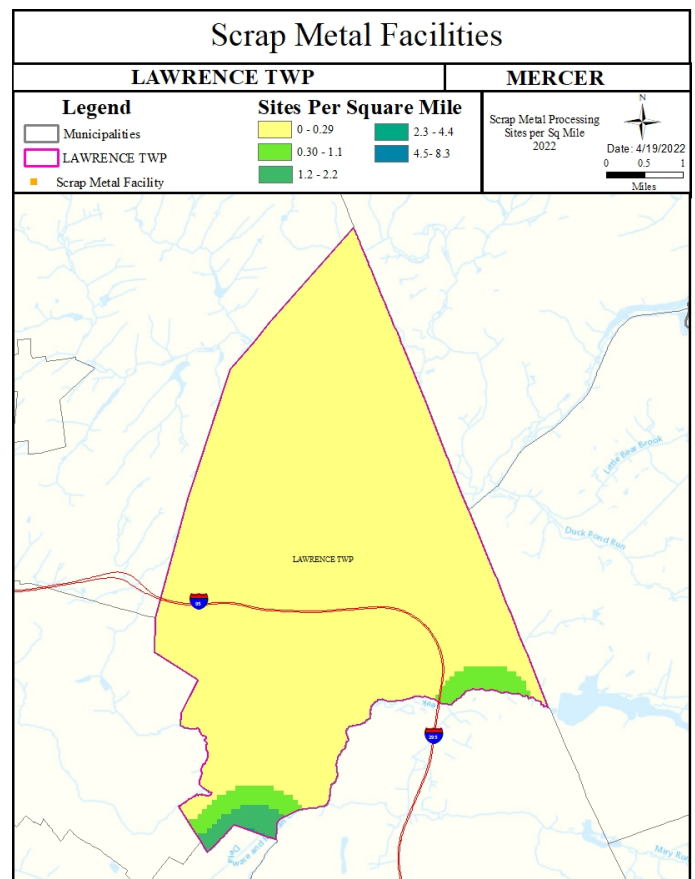 Scrap Metal Facilities
LAWRENCE TWP
MERCER
Legend
Municipalities
LAWRENCE TWP
Scrap Metal Facility
Sites Per Square Mile
0 - 0.29
0.30 - 1.1
1.2 - 2.2
2.3 - 4.4
4.5- 8.3
Scrap Metal Processing
Sites per Sq Mile
2022
N
Date: 4/19/2022
0 0.5 1
Miles
Little Bear Brook
Duck Pond Run
LAWRENCE TWP
95
295
Miry Run